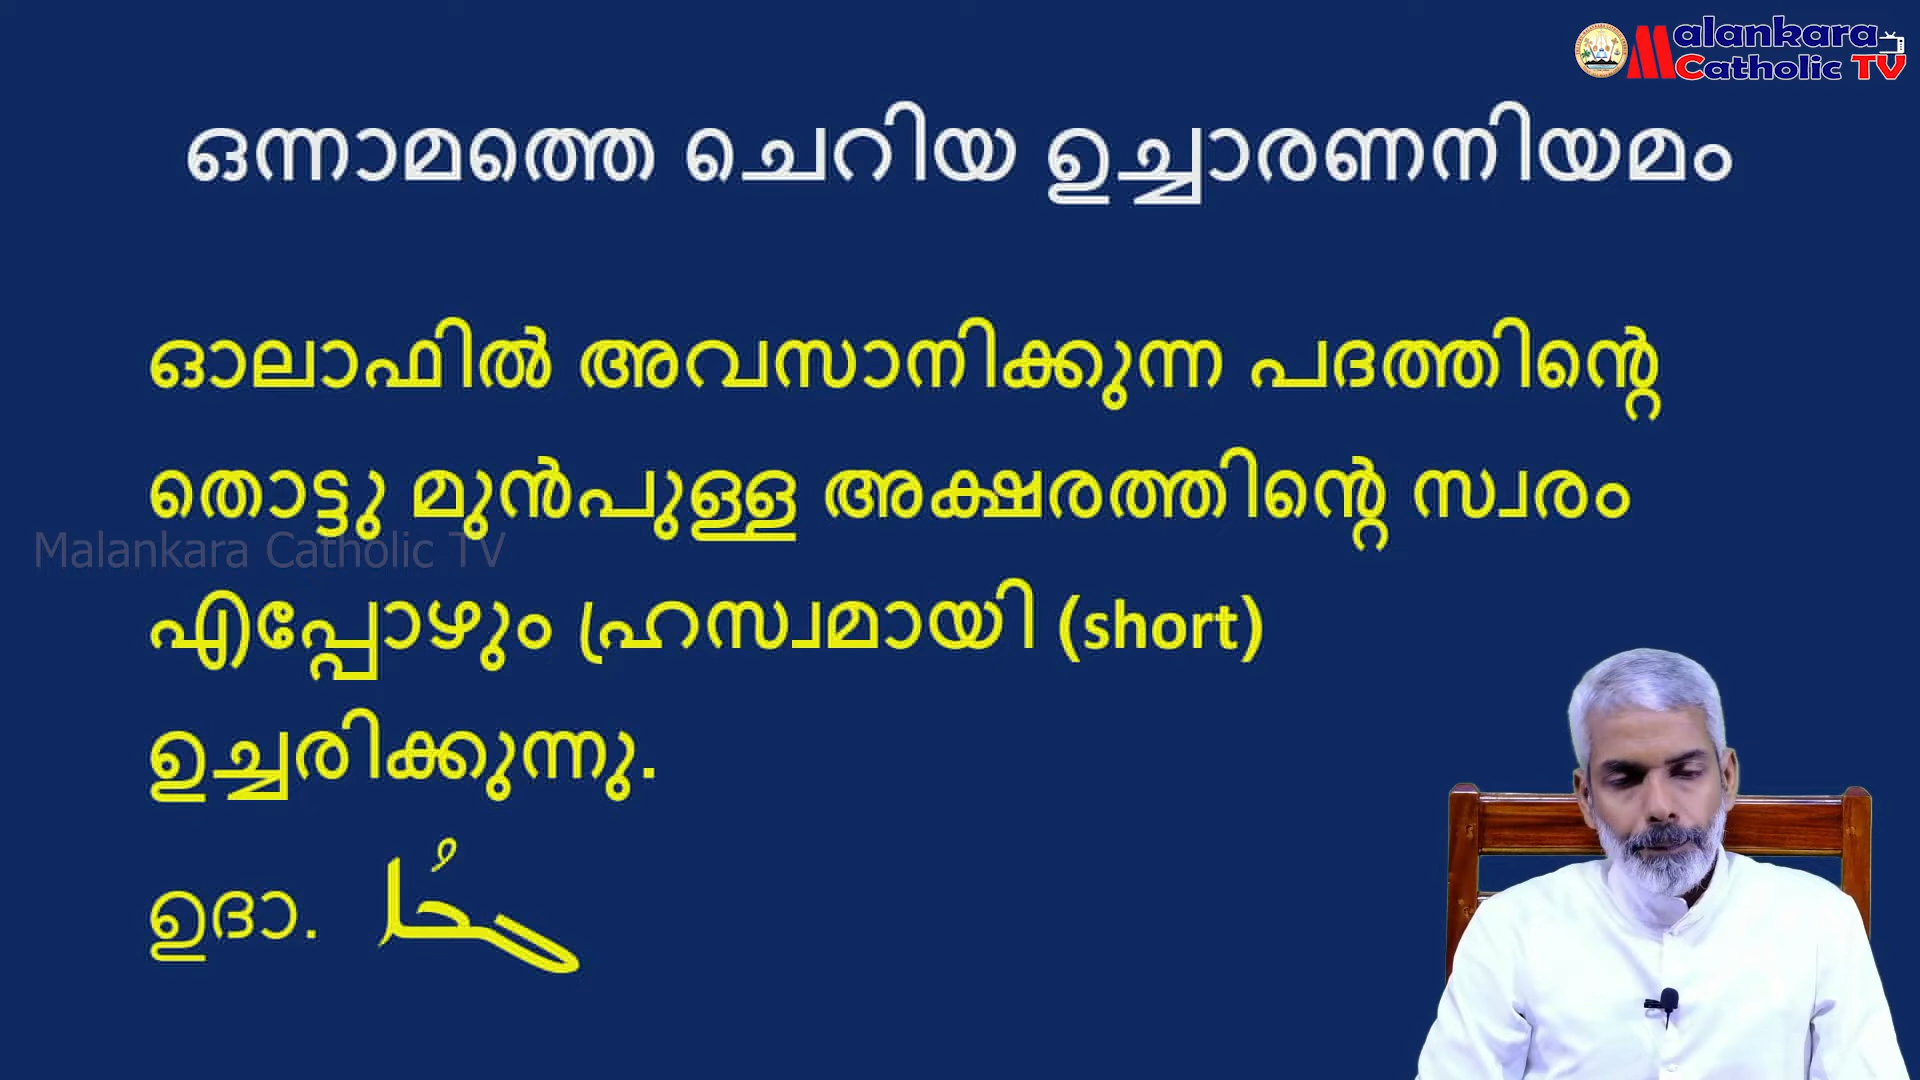 Malankara
Catholic TV
ഒന്നാമത്തെ ചെറിയ ഉച്ചാരണനിയമം
ഓലാഫിൽ അവസാനിക്കുന്ന പദത്തിന്റെ
തൊട്ടു മുൻപുള്ള അക്ഷരത്തിന്റെ സ്വരം
Malankara Catholic TV
എപ്പോഴും ഹ്രസ്വമായി (short)
ഉച്ചരിക്കുന്നു.
ഉദാ.